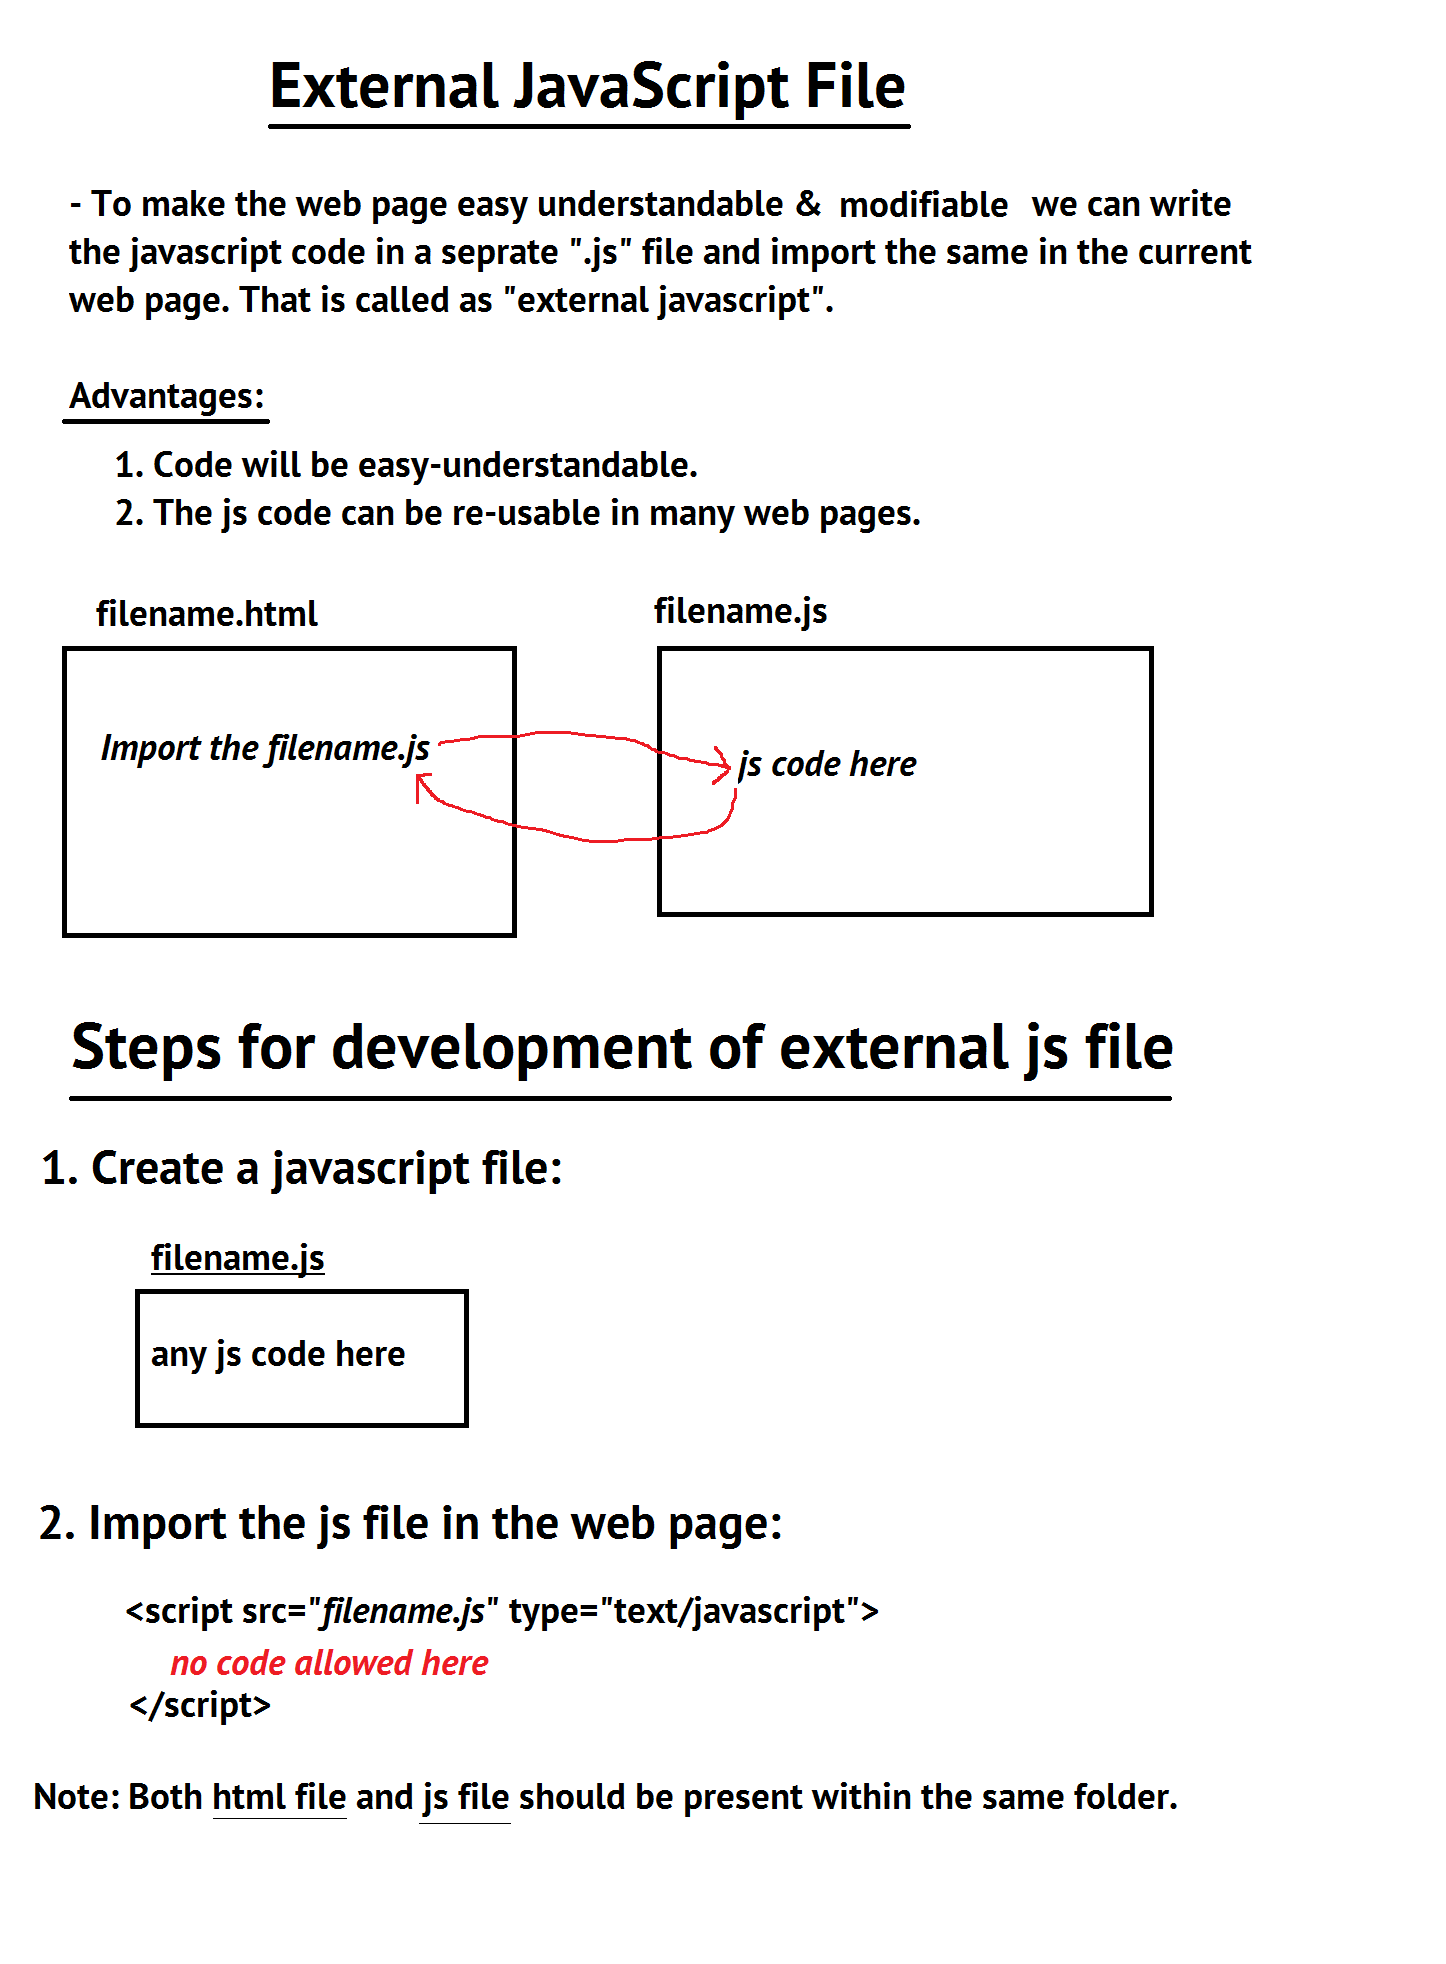 External JavaScript File
- To make the web page easy understandable & modifiable we can write
the javascript code in a seprate ".js" file and import the same in the current
web page. That is called as "external javascript".
Advantages:
1. Code will be easy-understandable.
2. The js code can be re-usable in many web pages.
filename.html
filename.js
Import the filename.js
js code here
Steps for development of external js file
1. Create a javascript file:
filename.js
any js code here
2. Import the js file in the web page:
<script src="filename.js" type="text/javascript">
no code allowed here
</script>
Note: Both html file and js file should be present within the same folder.